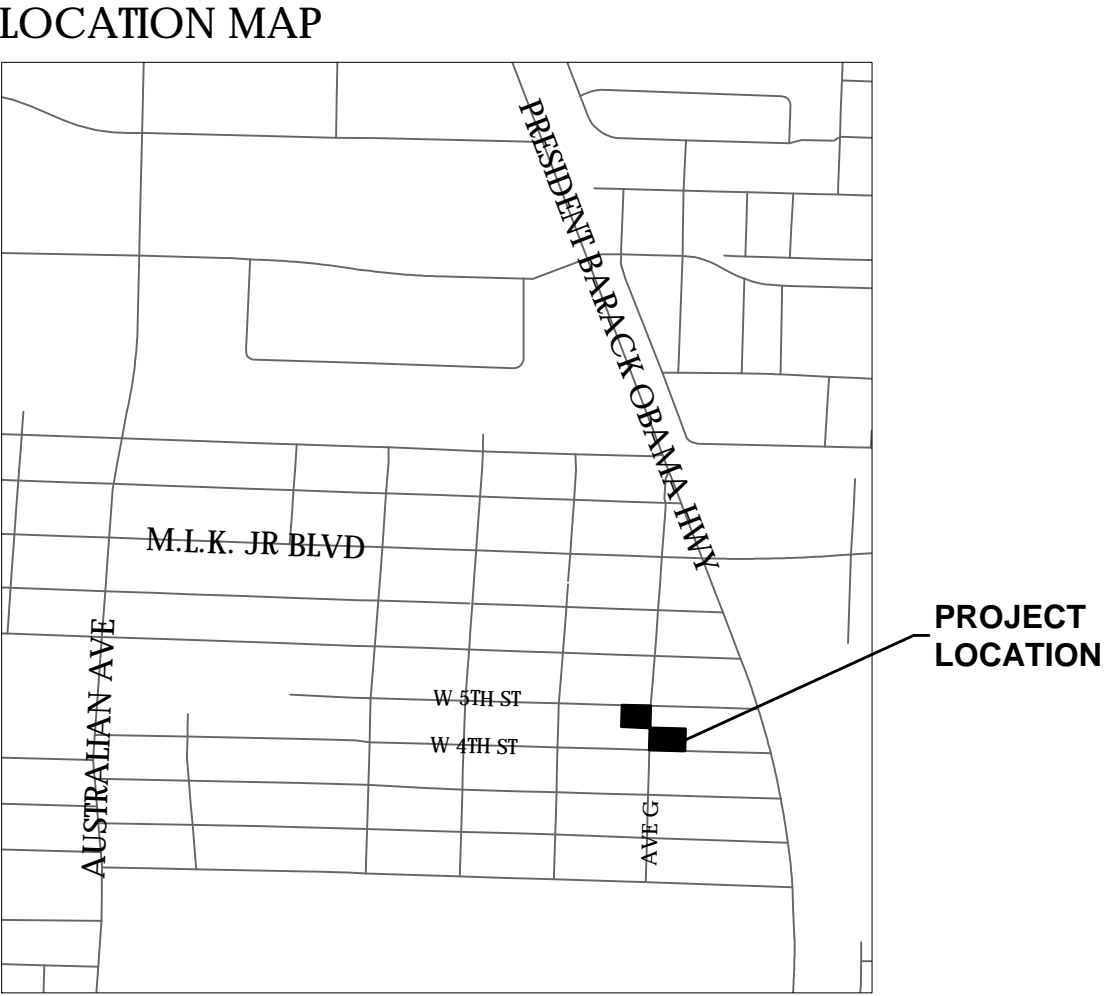 LOCATION MAP
PRESIDENT BARACK OBAMA HWY
M.L.K. JR BLVD
PROJECT
LOCATION
AUSTRALIAN AVE
W 5TH ST
W 4TH ST
AVE G